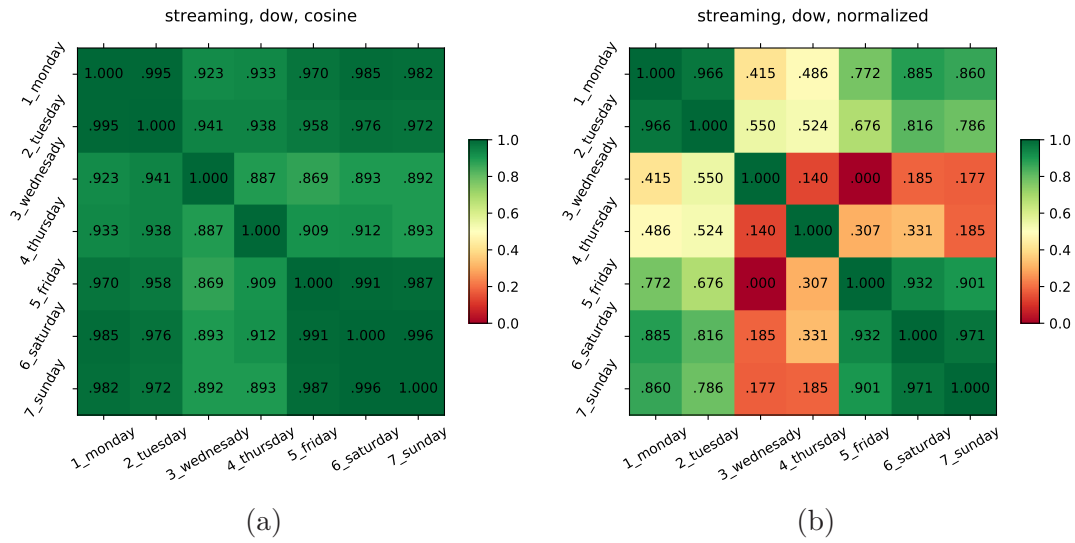 streaming, dow, cosine
1_monday 1.000 .995 .923 .933 .970 .985 .982
2_tuesday .995 1.000 .941 .938 .958 .976 .972
3_wednesady .923 .941 1.000 .887 .869 .893 .892
4_thursday .933 .938 .887 1.000 .909 .912 .893
5_friday .970 .958 .869 .909 1.000 .991 .987
6_saturday .985 .976 .893 .912 .991 1.000 .996
7_sunday .982 .972 .892 .893 .987 .996 1.000
1_monday 2_tuesday 3_wednesady 4_thursday 5_friday 6_saturday 7_sunday
1.0
0.8
0.6
0.4
0.2
0.0
(a)
streaming, dow, normalized
1_monday 1.000 .966 .415 .486 .772 .885 .860
2_tuesday .966 1.000 .550 .524 .676 .816 .786
3_wednesady .415 .550 1.000 .140 .000 .185 .177
4_thursday .486 .524 .140 1.000 .307 .331 .185
5_friday .772 .676 .000 .307 1.000 .932 .901
6_saturday .885 .816 .185 .331 .932 1.000 .971
7_sunday .860 .786 .177 .185 .901 .971 1.000
1_monday 2_tuesday 3_wednesady 4_thursday 5_friday 6_saturday 7_sunday
1.0
0.8
0.6
0.4
0.2
0.0
(b)